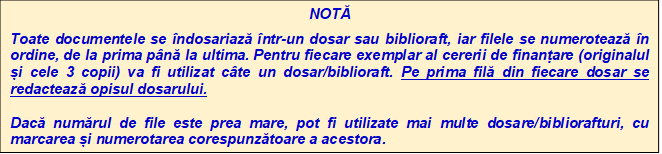 NOTĂ
Toate documentele se îndosariază într-un dosar sau biblioraft, iar filele se numerotează în
ordine, de la prima până la ultima. Pentru fiecare exemplar al cererii de finanțare (originalul
și cele 3 copii) va fi utilizat câte un dosar/biblioraft. Pe prima filă din fiecare dosar se
redactează opisul dosarului.
Dacă numărul de file este prea mare, pot fi utilizate mai multe dosare/bibliorafturi, cu
marcarea și numerotarea corespunzătoare a acestora.